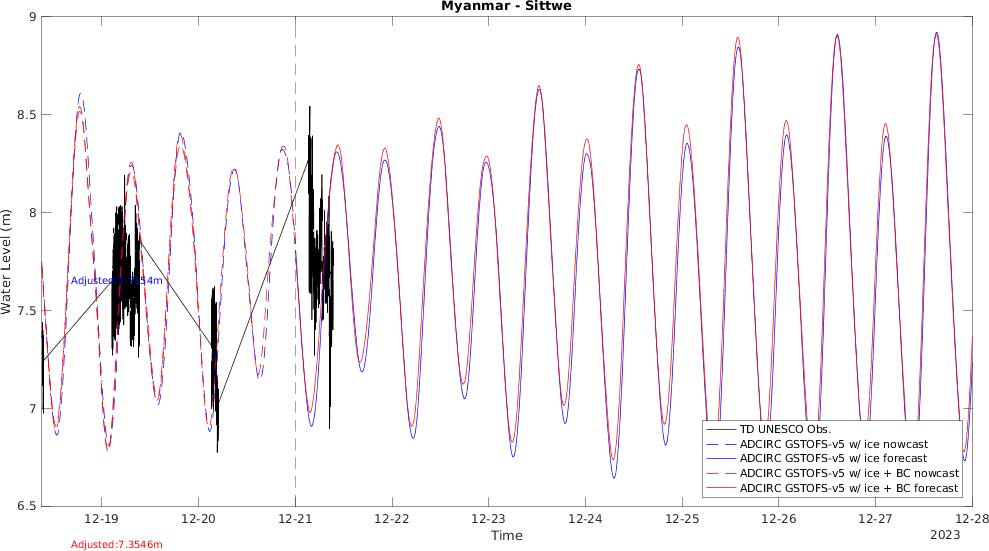 Myanmar - Sittwe
9
8.5
8
7.5
7
6.5
Water Level (m)
TD UNESCO Obs.
ADCIRC GSTOFS-v5 w/ ice nowcast
ADCIRC GSTOFS-v5 w/ ice forecast
ADCIRC GSTOFS-v5 w/ ice + BC nowcast
ADCIRC GSTOFS-v5 w/ ice + BC forecast
12-19 12-20 12-21 12-22 12-23 12-24 12-25 12-26 12-27 12-28
Time
2023
Adjusted:7.3546m